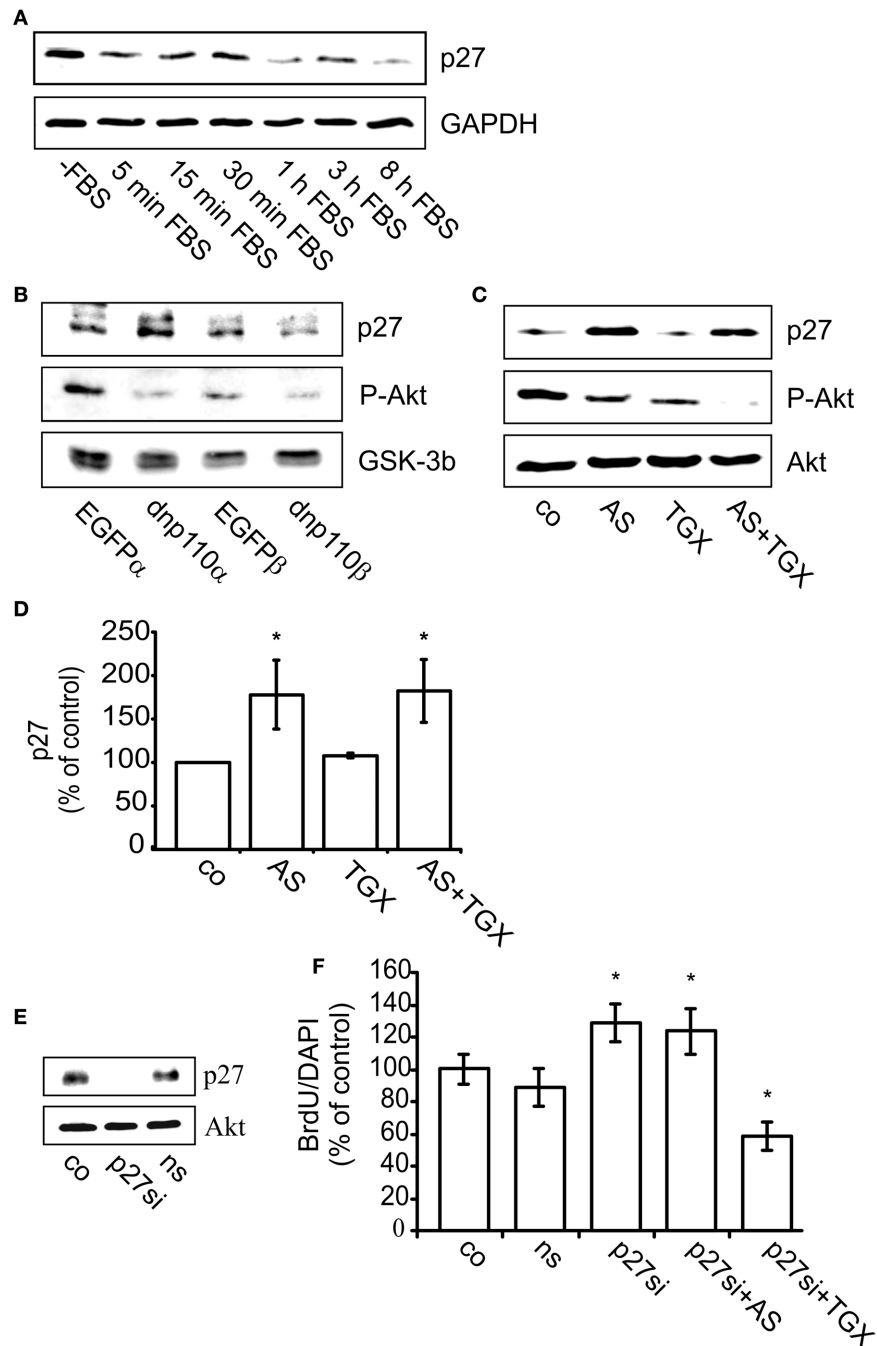 A
p27
GAPDH
-FBS
5 min FBS
15 min FBS
30 min FBS
1 h FBS
3 h FBS
8 h FBS
B
p27
P-Akt
GSK-3b
EGFPα
dnp110α
EGFPβ
dnp110β
C
p27
P-Akt
Akt
co
AS
TGX
AS+TGX
D
p27
(% of control)
250
200
150
100
50
0
*
*
co
AS
TGX
AS+TGX
E
p27
Akt
co
p27si
ns
F
BrdU/DAPI
(% of control)
160
140
120
100
80
60
40
20
0
*
*
*
co
ns
p27si
p27si+AS
p27si+TGX